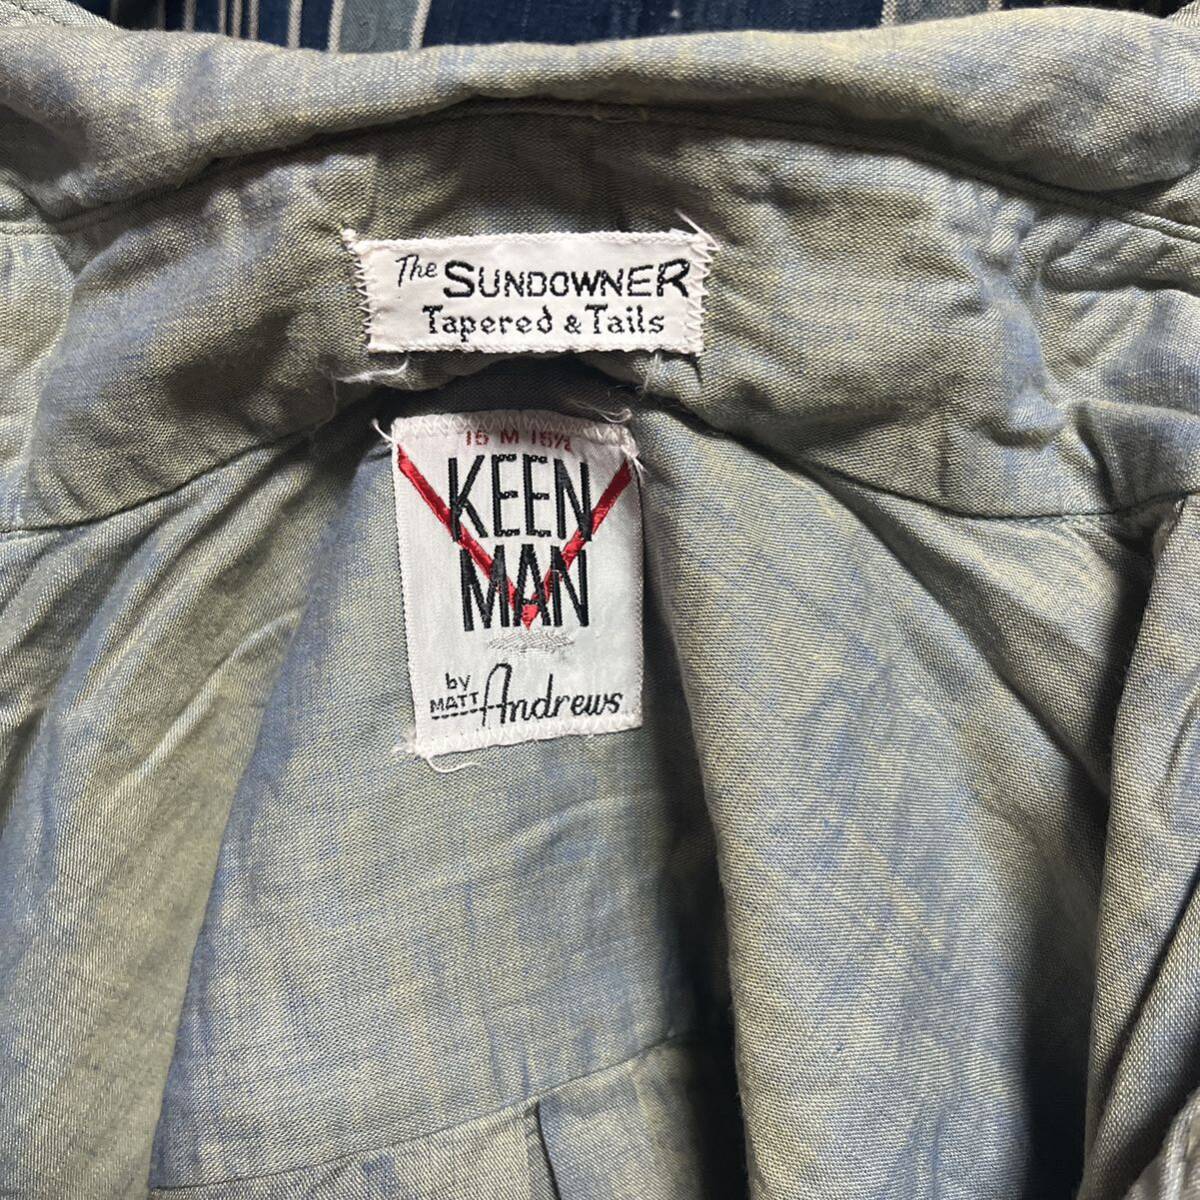 The SUNDOWNER
Tapered & Tails
15 M 15½
KEEN
MAN
by
MATT Andrews